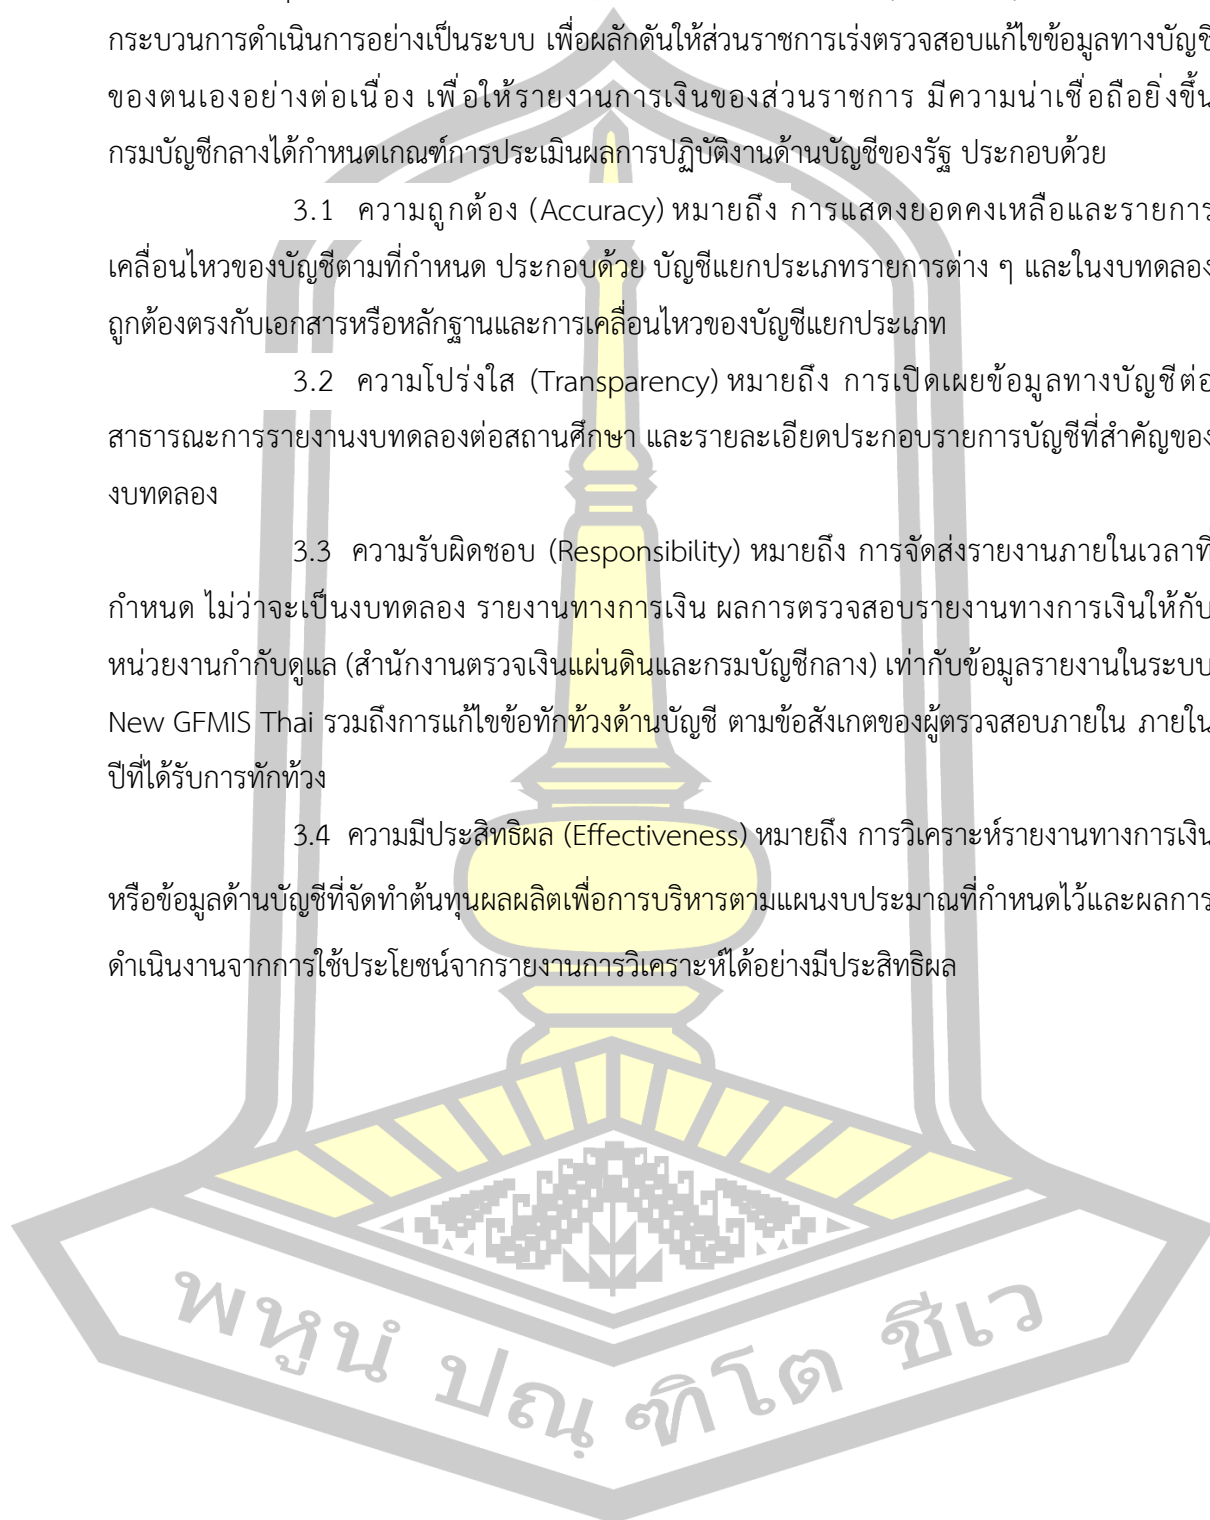 กระบวนการดำเนินการอย่างเป็นระบบ เพื่อผลักดันให้ส่วนราชการเร่งตรวจสอบแก้ไขข้อมูลทางบัญชี
ของตนเองอย่างต่อเนื่อง เพื่อให้รายงานการเงินของส่วนราชการ มีความน่าเชื่อถือยิ่งขึ้น
กรมบัญชีกลางได้กำหนดเกณฑ์การประเมินผลการปฏิบัติงานด้านบัญชีของรัฐ ประกอบด้วย
3.1 ความถูกต้อง (Accuracy) หมายถึง การแสดงยอดคงเหลือและรายการ
เคลื่อนไหวของบัญชีตามที่กำหนด ประกอบด้วย บัญชีแยกประเภทรายการต่าง ๆ และในงบทดลอง
ถูกต้องตรงกับเอกสารหรือหลักฐานและการเคลื่อนไหวของบัญชีแยกประเภท
3.2 ความโปร่งใส (Transparency) หมายถึง การเปิดเผยข้อมูลทางบัญชีต่อ
สาธารณะการรายงานงบทดลองต่อสถานศึกษา และรายละเอียดประกอบรายการบัญชีที่สำคัญของ
งบทดลอง
3.3 ความรับผิดชอบ (Responsibility) หมายถึง การจัดส่งรายงานภายในเวลาที่
กำหนด ไม่ว่าจะเป็นงบทดลอง รายงานทางการเงิน ผลการตรวจสอบรายงานทางการเงินให้กับ
หน่วยงานกำกับดูแล (สำนักงานตรวจเงินแผ่นดินและกรมบัญชีกลาง) เท่ากับข้อมูลรายงานในระบบ
New GFMIS Thai รวมถึงการแก้ไขข้อทักท้วงด้านบัญชี ตามข้อสังเกตของผู้ตรวจสอบภายใน ภายใน
ปีที่ได้รับการทักท้วง
3.4 ความมีประสิทธิผล (Effectiveness) หมายถึง การวิเคราะห์รายงานทางการเงิน
หรือข้อมูลด้านบัญชีที่จัดทำต้นทุนผลผลิตเพื่อการบริหารตามแผนงบประมาณที่กำหนดไว้และผลการ
ดำเนินงานจากการใช้ประโยชน์จากรายงานการวิเคราะห์ได้อย่างมีประสิทธิผล
พหูนํ ปณฺฑิโต ชีเว